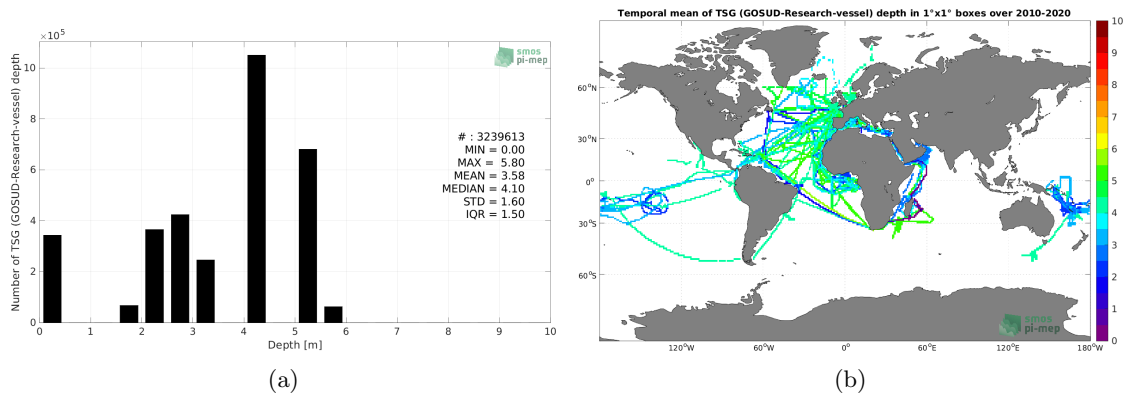 ×10⁵
Number of TSG (GOSUD-Research-vessel) depth
10
8
6
4
2
0
0 1 2 3 4 5 6 7 8 9 10
Depth [m]
smos
pi-mep
# : 3239613
MIN = 0.00
MAX = 5.80
MEAN = 3.58
MEDIAN = 4.10
STD = 1.60
IQR = 1.50
(a)
Temporal mean of TSG (GOSUD-Research-vessel) depth in 1°x1° boxes over 2010-2020
60°N
30°N
0°
30°S
60°S
120°W 60°W 0° 60°E 120°E 180°W
smos
pi-mep
10
9
8
7
6
5
4
3
2
1
0
(b)